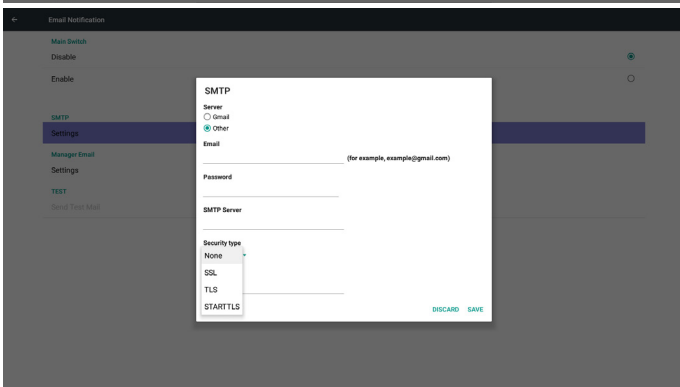 Email Notification
Main Switch
Disable
Enable
SMTP
Settings
Manager Email
Settings
TEST
Send Test Mail
SMTP
Server
Gmail
Other
Email
(for example, example@gmail.com)
Password
SMTP Server
Security type
None
SSL
TLS
STARTTLS
DISCARD SAVE